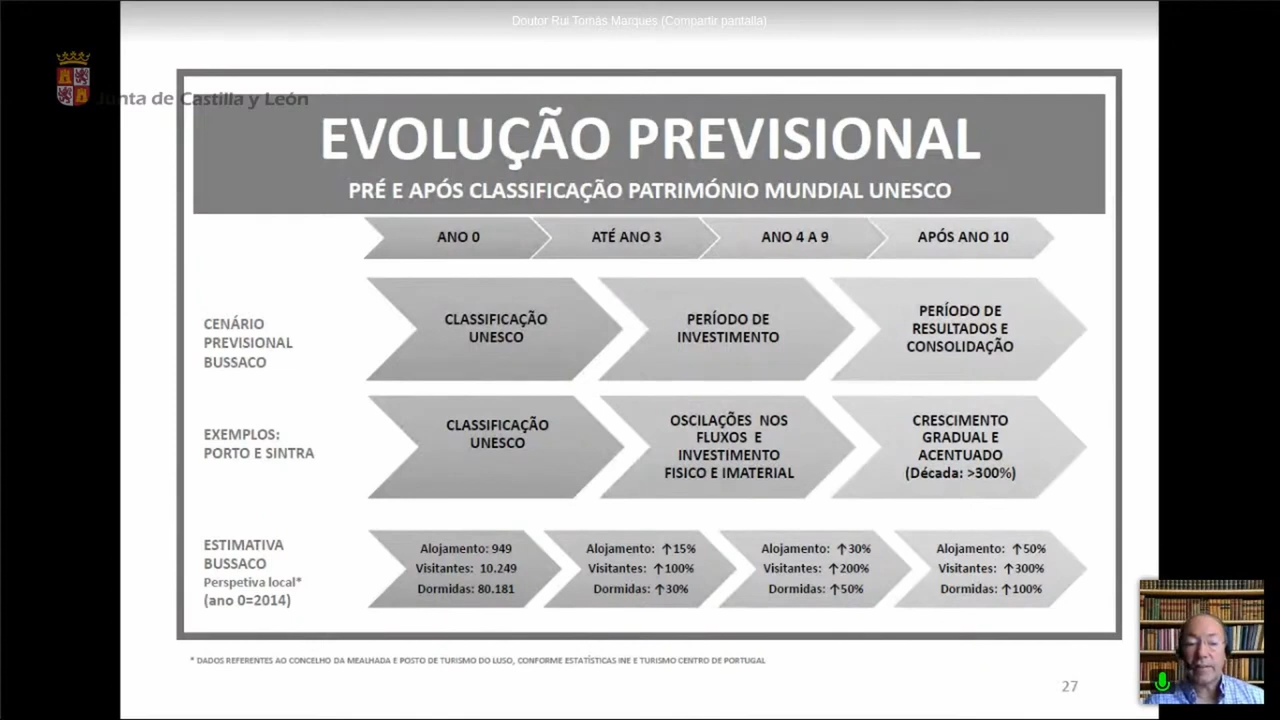 Doutor Rui Tomás Marques (Compartir pantalla)
Junta de Castilla y León
EVOLUÇÃO PREVISIONAL
PRÉ E APÓS CLASSIFICAÇÃO PATRIMÓNIO MUNDIAL UNESCO
ANO 0
ATÉ ANO 3
ANO 4 A 9
APÓS ANO 10
CENÁRIO
PREVISIONAL
BUSSACO
CLASSIFICAÇÃO
UNESCO
PERÍODO DE
INVESTIMENTO
PERÍODO DE
RESULTADOS E
CONSOLIDAÇÃO
EXEMPLOS:
PORTO E SINTRA
CLASSIFICAÇÃO
UNESCO
OSCILAÇÕES NOS
FLUXOS E
INVESTIMENTO
FISICO E IMATERIAL
CRESCIMENTO
GRADUAL E
ACENTUADO
(Década: >300%)
ESTIMATIVA
BUSSACO
Perspetiva local*
(ano 0=2014)
Alojamento: 949
Visitantes: 10.249
Dormidas: 80.181
Alojamento: ↑15%
Visitantes: ↑100%
Dormidas: ↑30%
Alojamento: ↑30%
Visitantes: ↑200%
Dormidas: ↑50%
Alojamento: ↑50%
Visitantes: ↑300%
Dormidas: ↑100%
* DADOS REFERENTES AO CONCELHO DA MEALHADA E POSTO DE TURISMO DO LUSO, CONFORME ESTATÍSTICAS INE E TURISMO CENTRO DE PORTUGAL
27